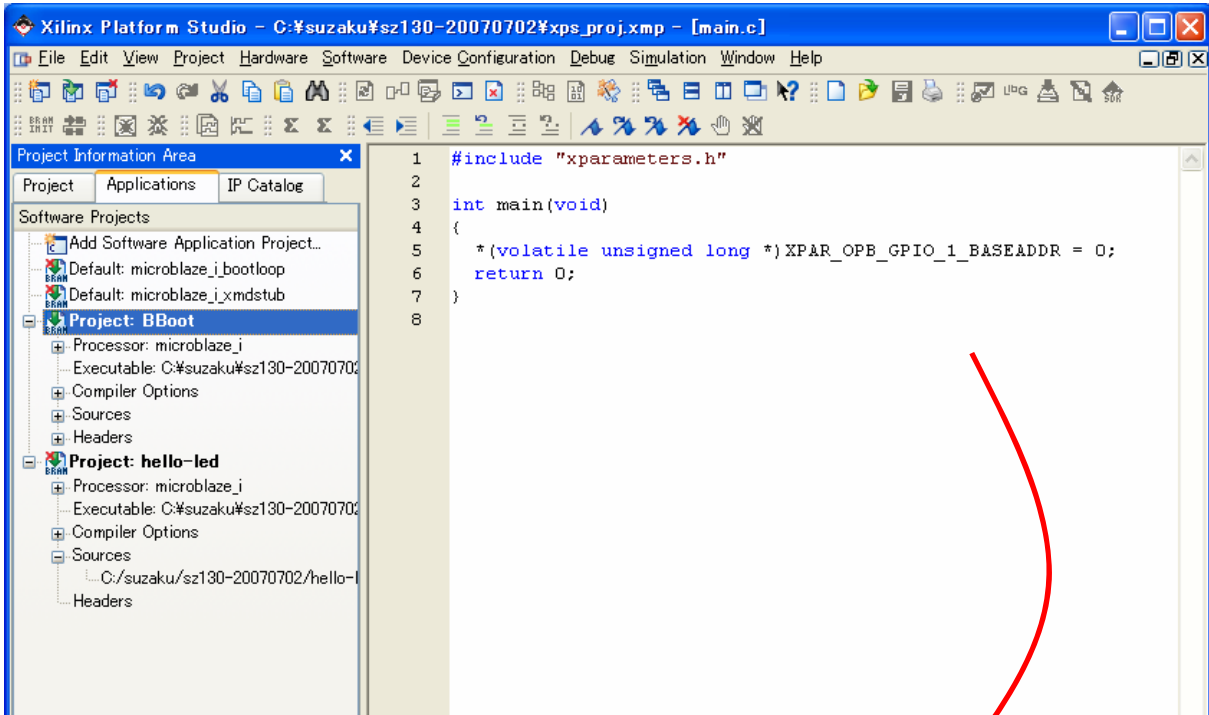 Xilinx Platform Studio - C:¥suzaku¥sz130-20070702¥xps_proj.xmp - [main.c]
File Edit View Project Hardware Software Device Configuration Debug Simulation Window Help
Project Information Area
Project Applications IP Catalog
Software Projects
Add Software Application Project...
Default: microblaze_i_bootloop
Default: microblaze_i_xmdstub
Project: BBoot
Processor: microblaze_i
Executable: C:¥suzaku¥sz130-20070702
Compiler Options
Sources
Headers
Project: hello-led
Processor: microblaze_i
Executable: C:¥suzaku¥sz130-20070702
Compiler Options
Sources
C:/suzaku/sz130-20070702/hello-l
Headers
1 #include "xparameters.h"
2
3 int main(void)
4 {
5 *(volatile unsigned long *)XPAR_OPB_GPIO_1_BASEADDR = 0;
6 return 0;
7 }
8